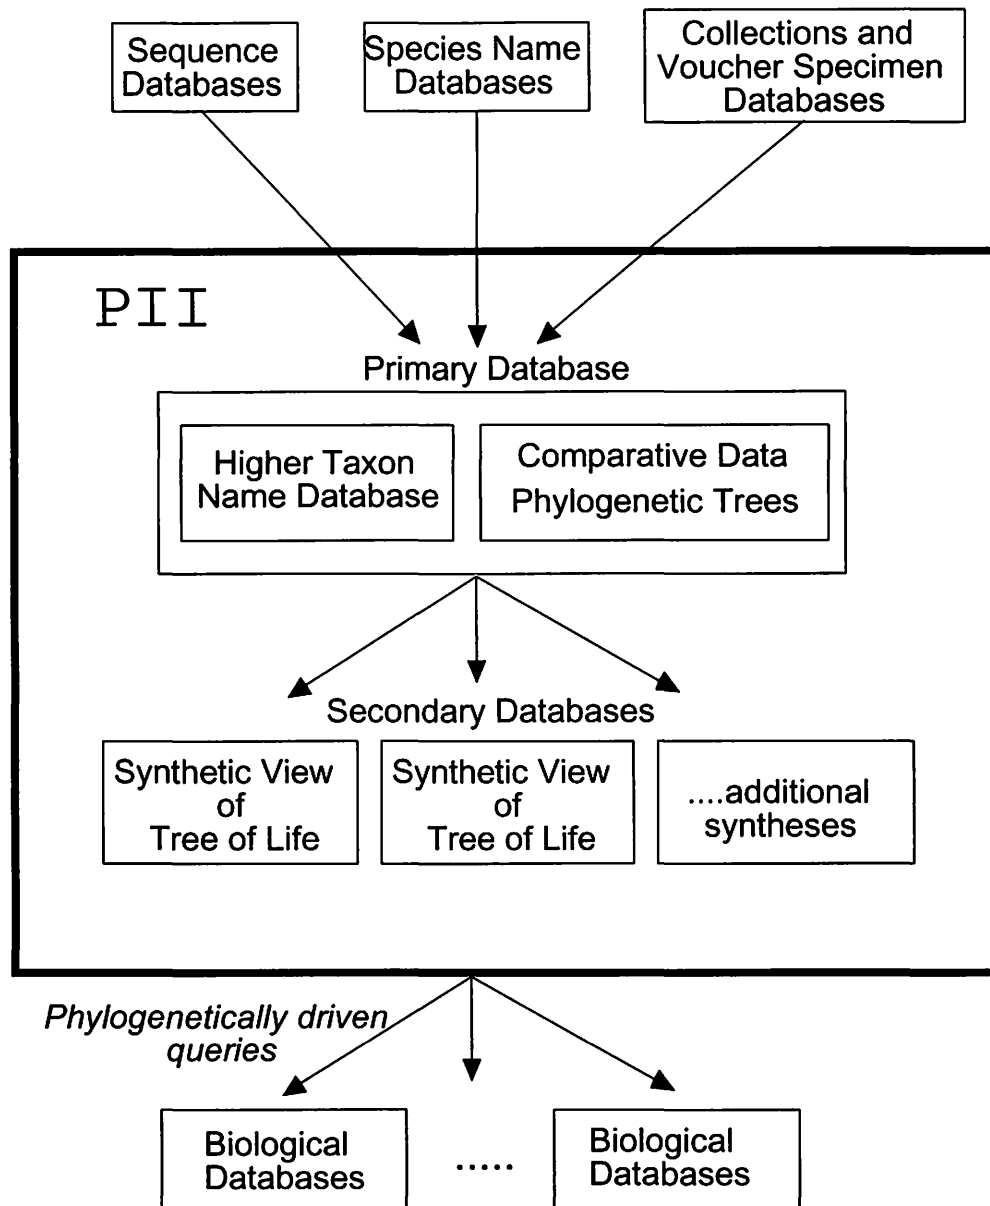 Sequence
Databases
Species Name
Databases
Collections and
Voucher Specimen
Databases
PII
Primary Database
Higher Taxon
Name Database
Comparative Data
Phylogenetic Trees
Secondary Databases
Synthetic View
of
Tree of Life
Synthetic View
of
Tree of Life
....additional
syntheses
Phylogenetically driven
queries
Biological
Databases
.....
Biological
Databases